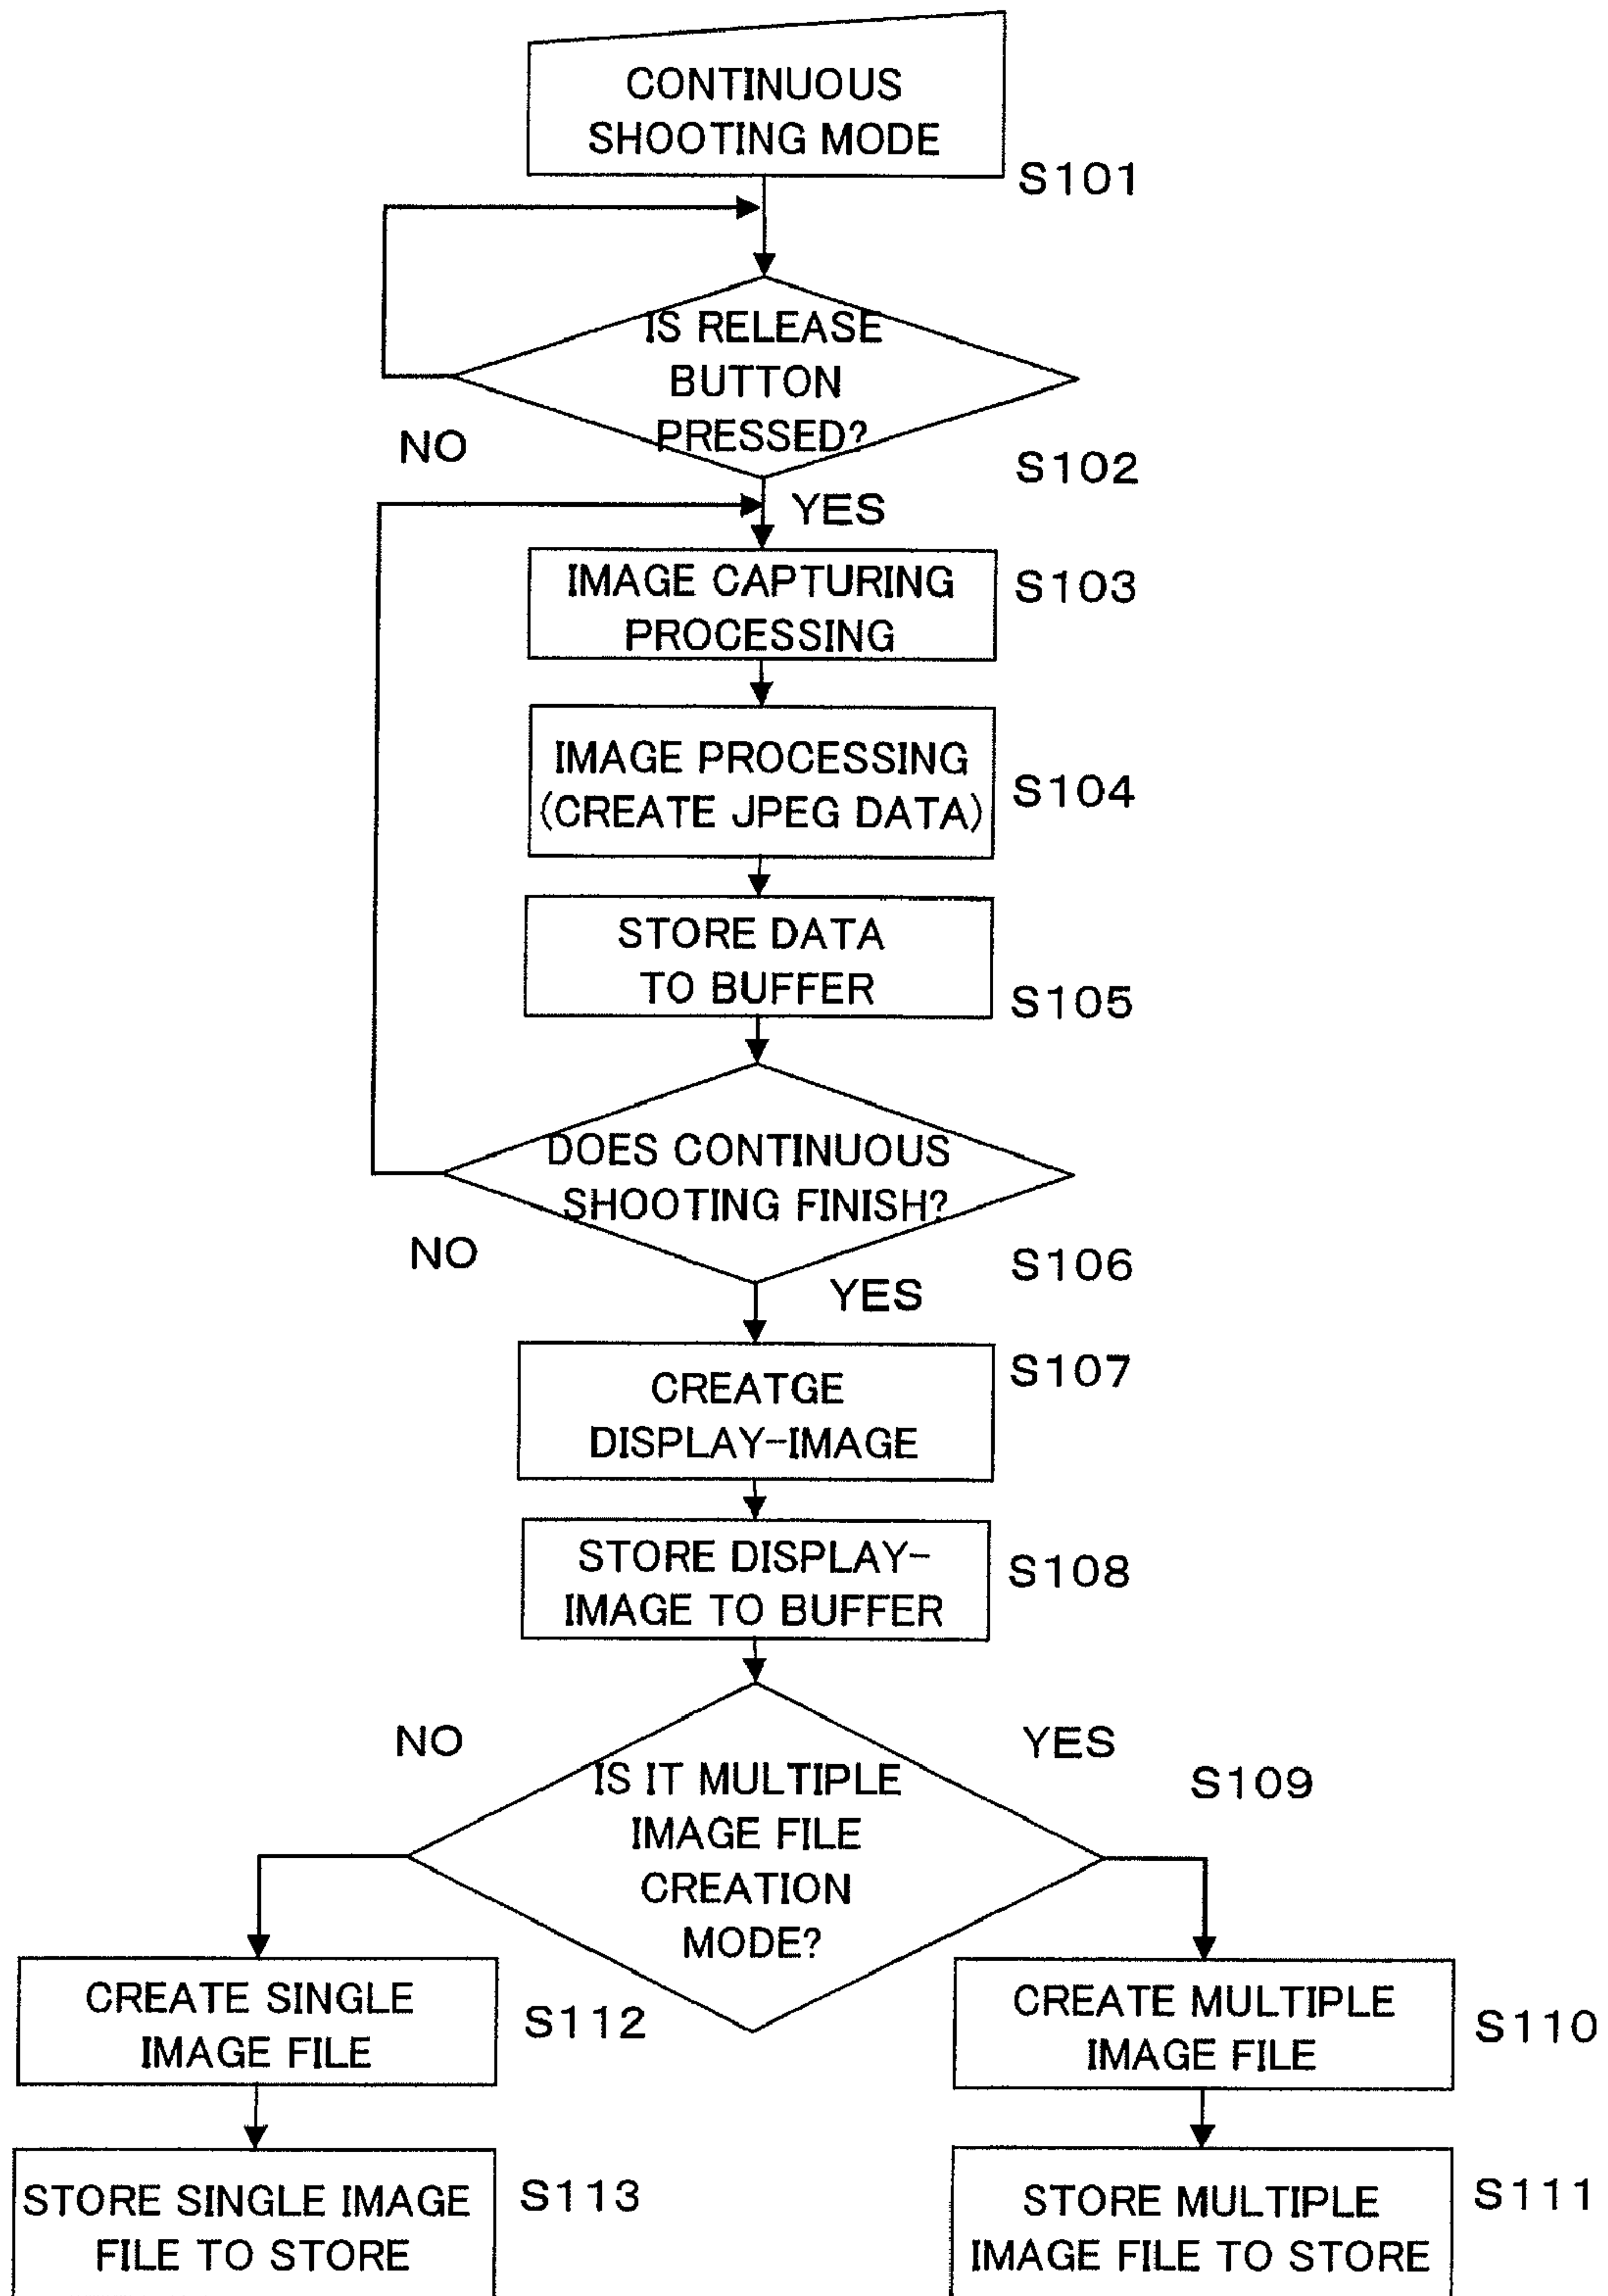 CONTINUOUS
SHOOTING MODE
S101
IS RELEASE
BUTTON
PRESSED?
NO
S102
YES
IMAGE CAPTURING
PROCESSING
S103
IMAGE PROCESSING
(CREATE JPEG DATA)
S104
STORE DATA
TO BUFFER
S105
DOES CONTINUOUS
SHOOTING FINISH?
NO
S106
YES
CREATGE
DISPLAY-IMAGE
S107
STORE DISPLAY-
IMAGE TO BUFFER
S108
NO
YES
IS IT MULTIPLE
IMAGE FILE
CREATION
MODE?
S109
CREATE SINGLE
IMAGE FILE
S112
CREATE MULTIPLE
IMAGE FILE
S110
STORE SINGLE IMAGE
FILE TO STORE
S113
STORE MULTIPLE
IMAGE FILE TO STORE
S111